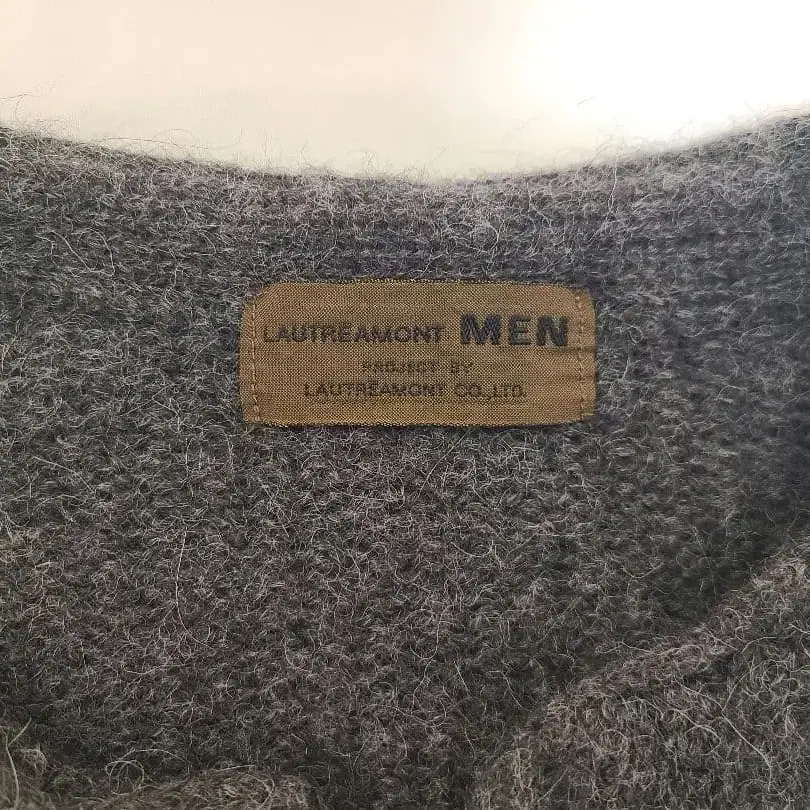 LAUTRÉAMONT MEN
PROJECT BY
LAUTRÉAMONT CO.,LTD.